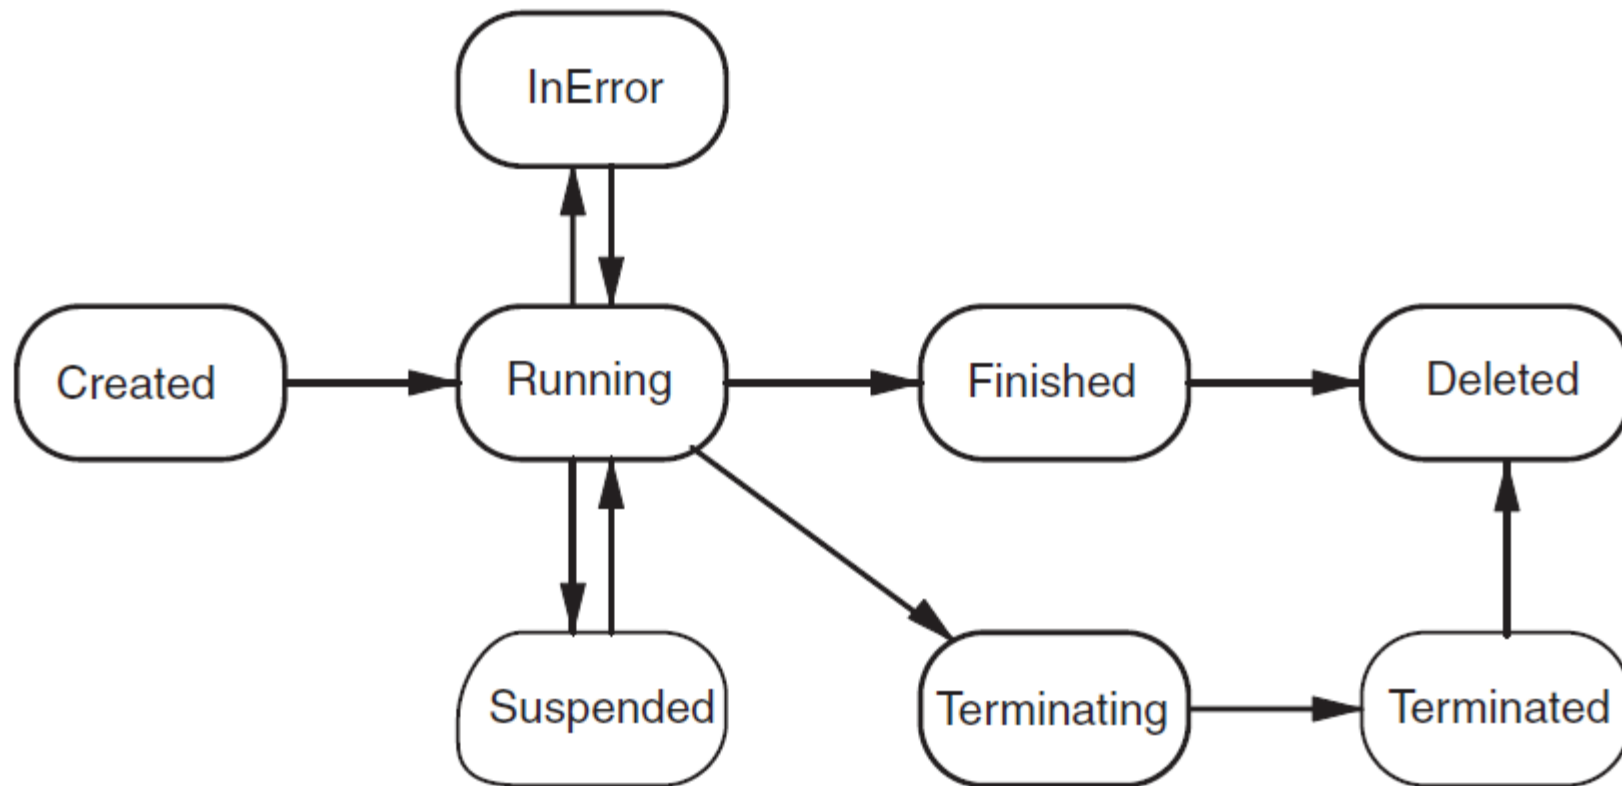 InError
Created
Running
Finished
Deleted
Suspended
Terminating
Terminated